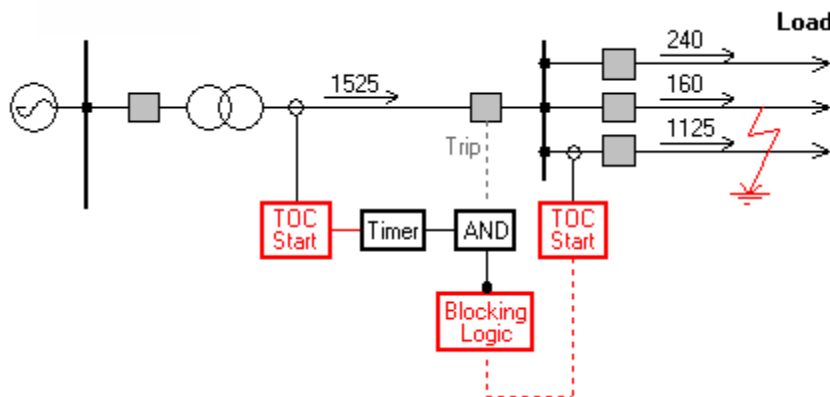 Load
240
1525
160
Trip
1125
TOC
Start
Timer
AND
TOC
Start
Blocking
Logic